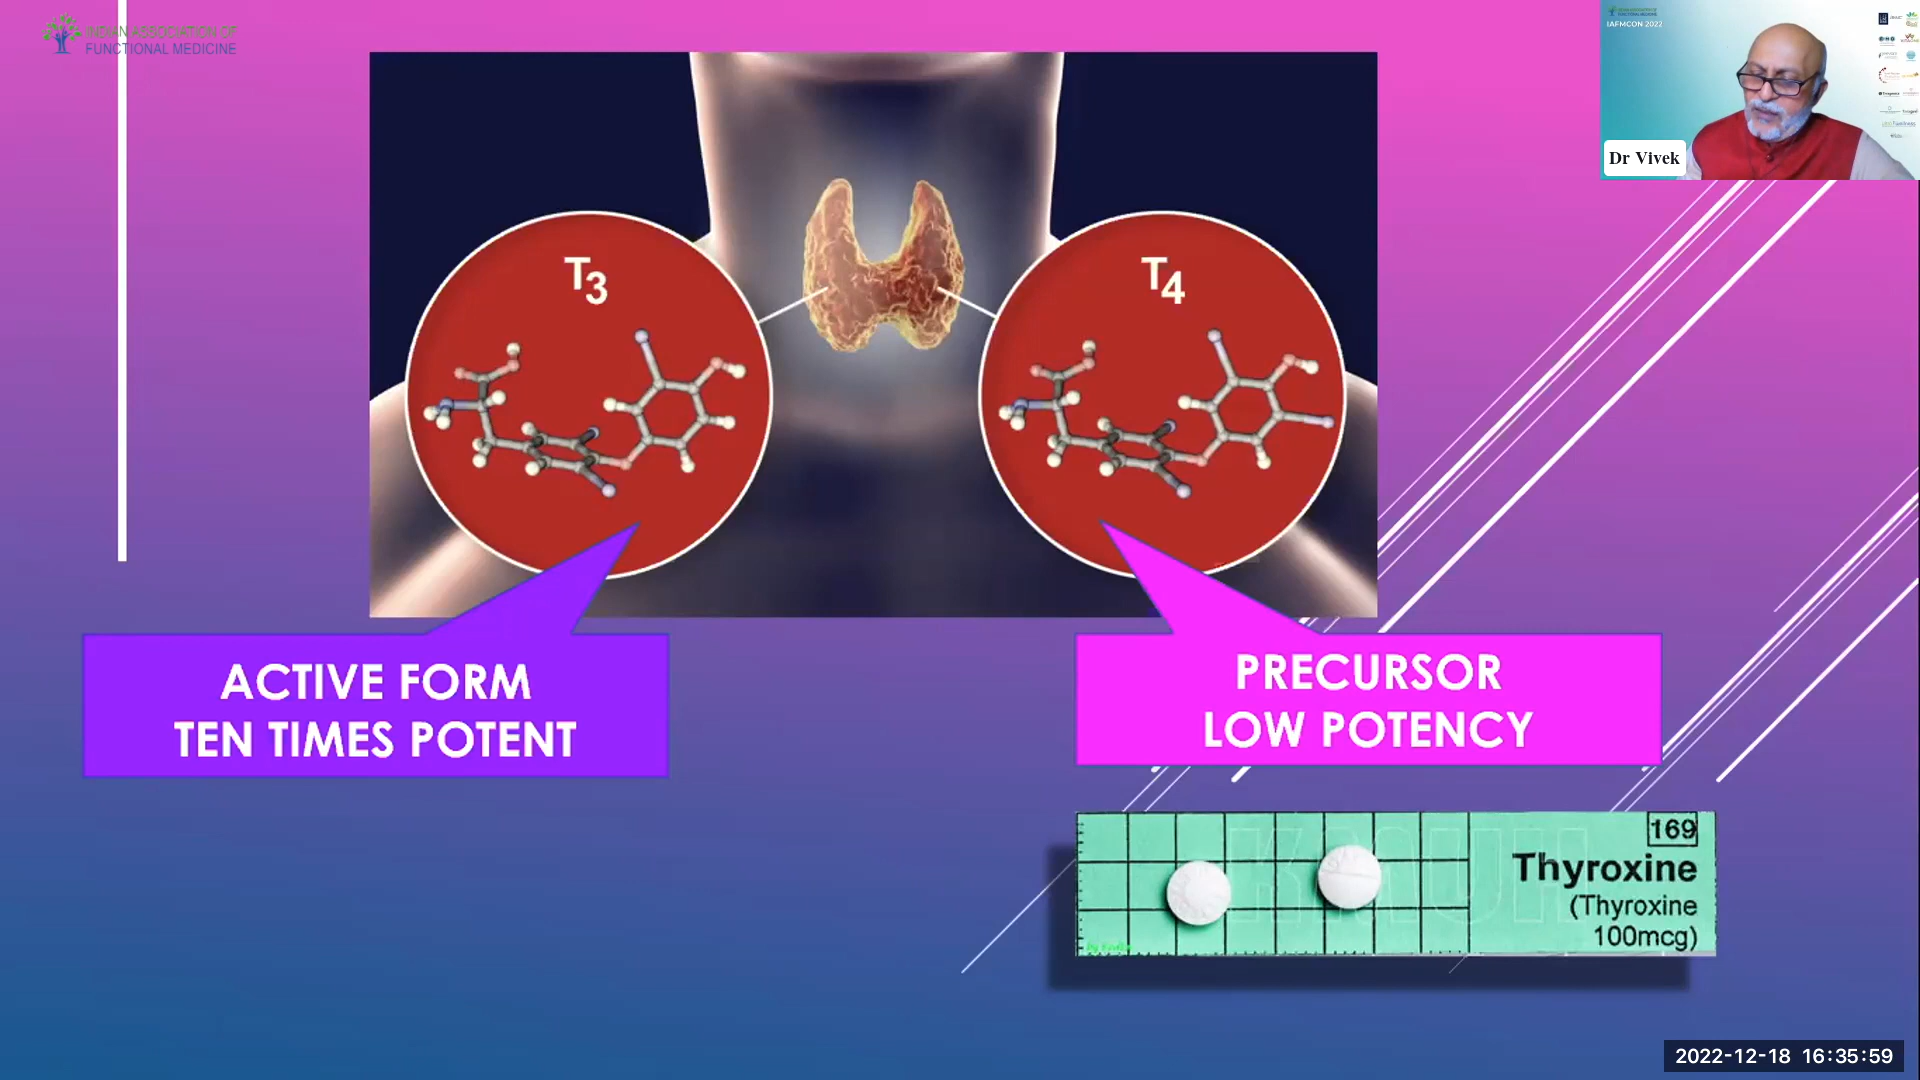 INDIAN ASSOCIATION OF
FUNCTIONAL MEDICINE
IAFMCON 2022
Dr Vivek
T3
T4
ACTIVE FORM
TEN TIMES POTENT
PRECURSOR
LOW POTENCY
169
Thyroxine
(Thyroxine
100mcg)
KMUH
2022-12-18 16:35:59